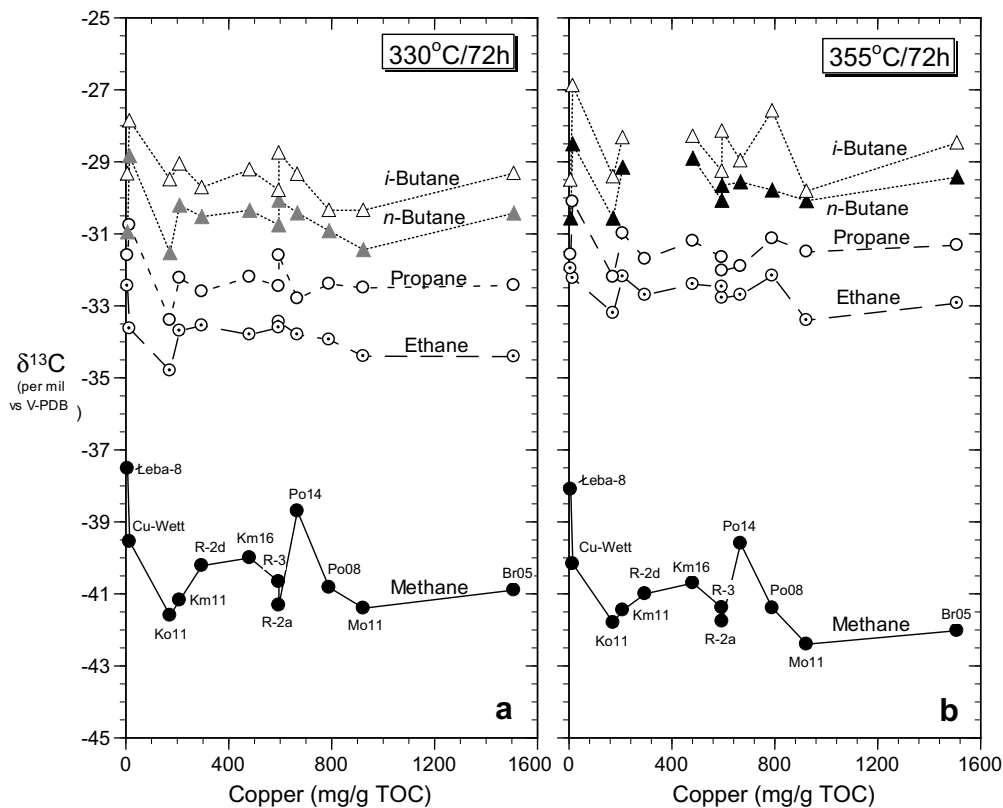 330°C/72h
355°C/72h
-25
-27
-29
-31
-33
-35
-37
-39
-41
-43
-45
δ¹³C
(per mil
vs V-PDB )
i-Butane
n-Butane
Propane
Ethane
Łeba-8
Cu-Wett
Ko11
Km11
R-2d
Km16
R-3
R-2a
Po14
Po08
Mo11
Br05
Methane
a
0
400
800
1200
1600
Copper (mg/g TOC)
i-Butane
n-Butane
Propane
Ethane
Łeba-8
Cu-Wett
Ko11
Km11
R-2d
Km16
R-3
R-2a
Po14
Po08
Mo11
Br05
Methane
b
0
400
800
1200
1600
Copper (mg/g TOC)